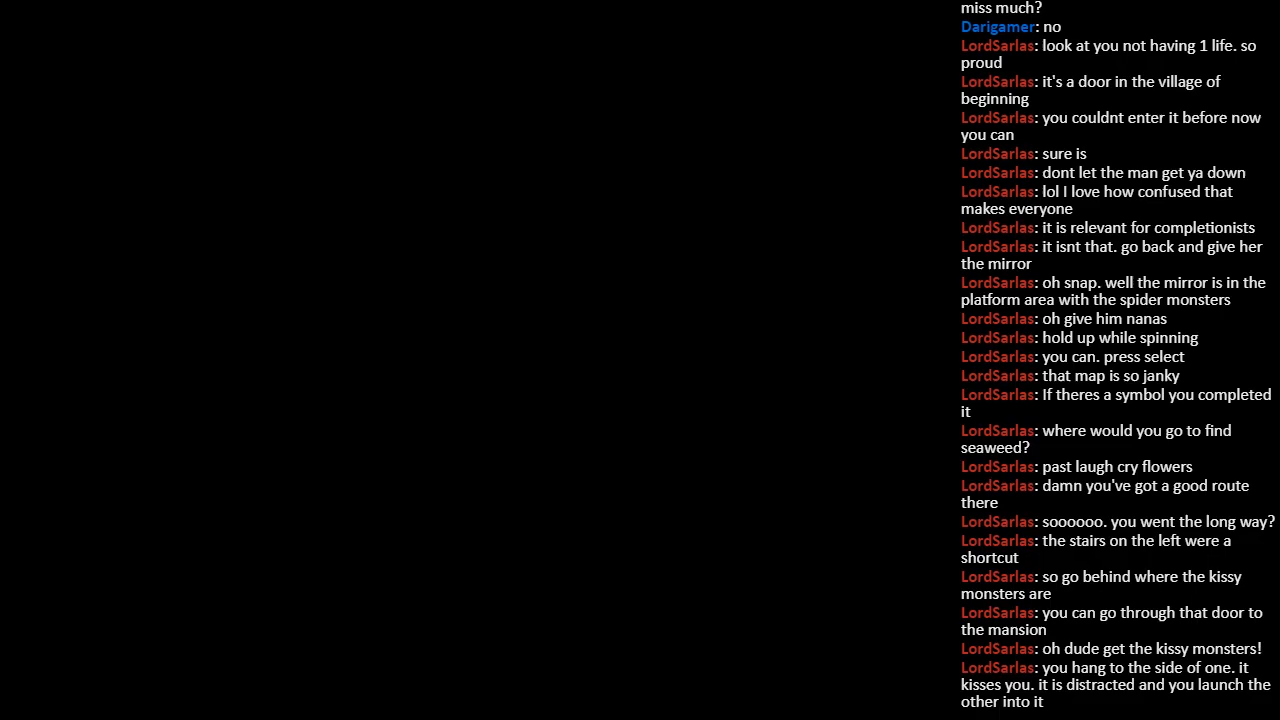 miss much?
Darigamer: no
LordSarlas: look at you not having 1 life. so
proud
LordSarlas: it's a door in the village of
beginning
LordSarlas: you couldnt enter it before now
you can
LordSarlas: sure is
LordSarlas: dont let the man get ya down
LordSarlas: lol I love how confused that
makes everyone
LordSarlas: it is relevant for completionists
LordSarlas: it isnt that. go back and give her
the mirror
LordSarlas: oh snap. well the mirror is in the
platform area with the spider monsters
LordSarlas: oh give him nanas
LordSarlas: hold up while spinning
LordSarlas: you can. press select
LordSarlas: that map is so janky
LordSarlas: If theres a symbol you completed
it
LordSarlas: where would you go to find
seaweed?
LordSarlas: past laugh cry flowers
LordSarlas: damn you've got a good route
there
LordSarlas: soooooo. you went the long way?
LordSarlas: the stairs on the left were a
shortcut
LordSarlas: so go behind where the kissy
monsters are
LordSarlas: you can go through that door to
the mansion
LordSarlas: oh dude get the kissy monsters!
LordSarlas: you hang to the side of one. it
kisses you. it is distracted and you launch the
other into it